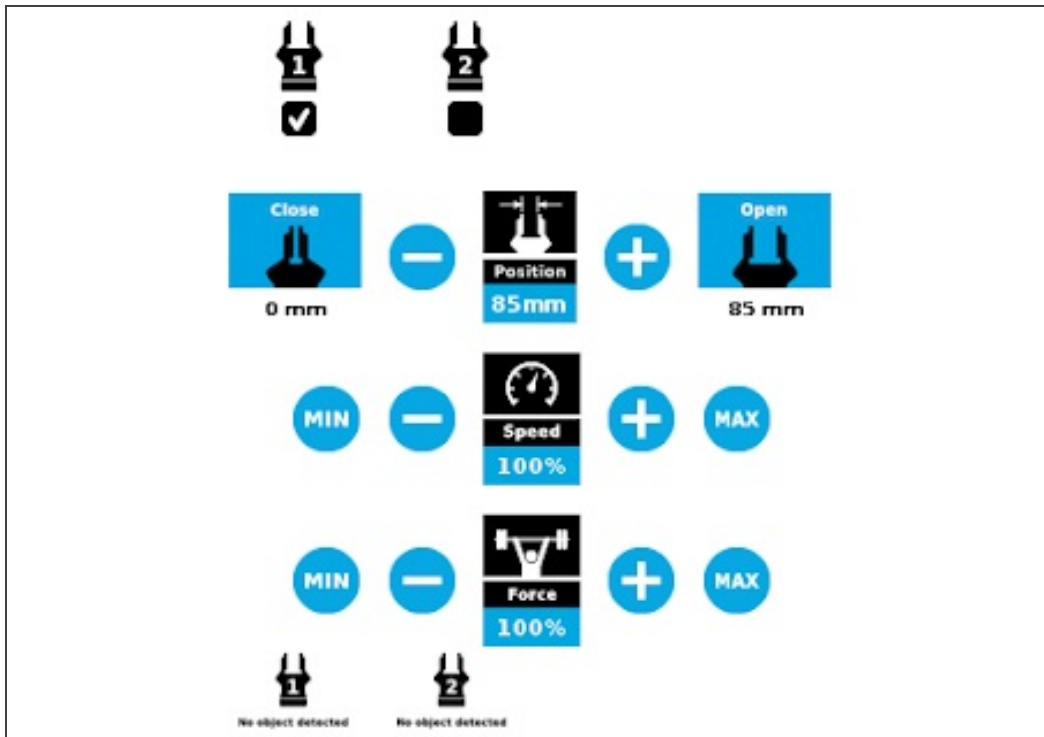 1 2
Close Open
Position
85mm
0 mm 85 mm
MIN MAX
Speed
100%
MIN MAX
Force
100%
1 2
No object detected No object detected